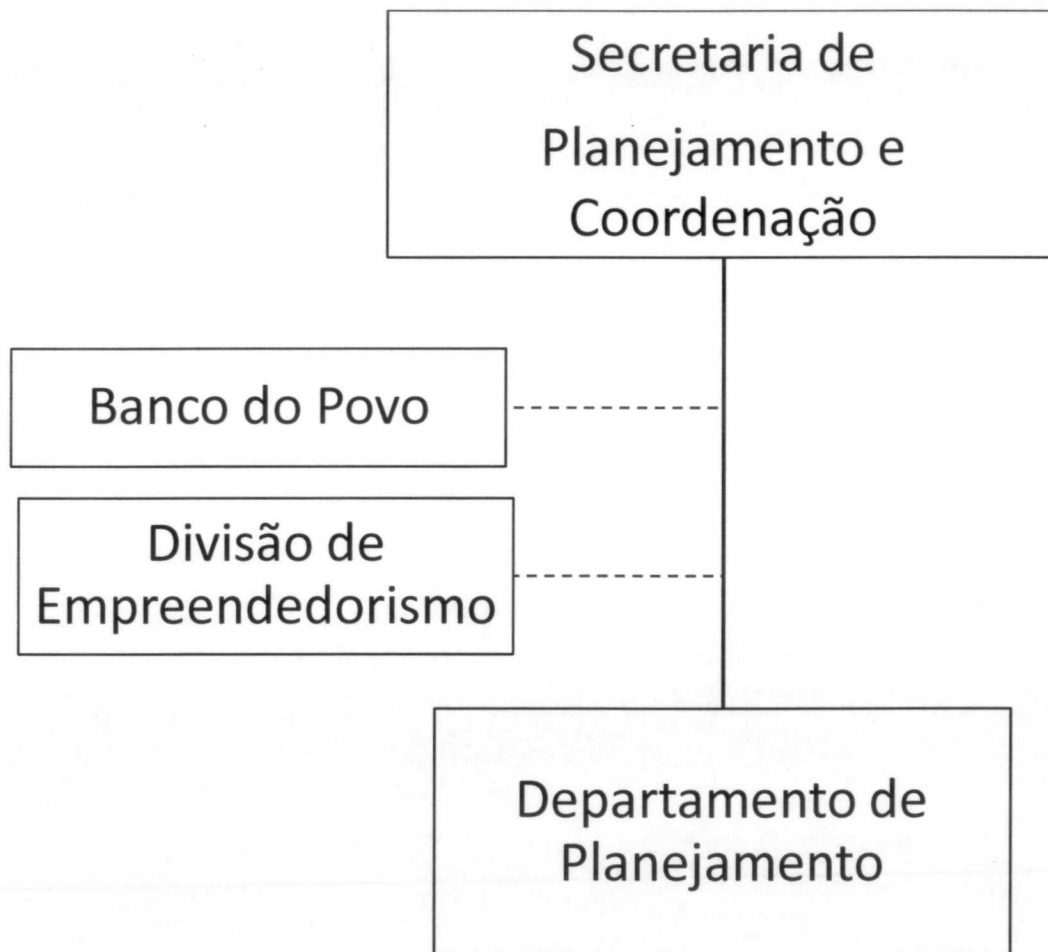 Secretaria de
Planejamento e
Coordenação
Banco do Povo
Divisão de
Empreendedorismo
Departamento de
Planejamento